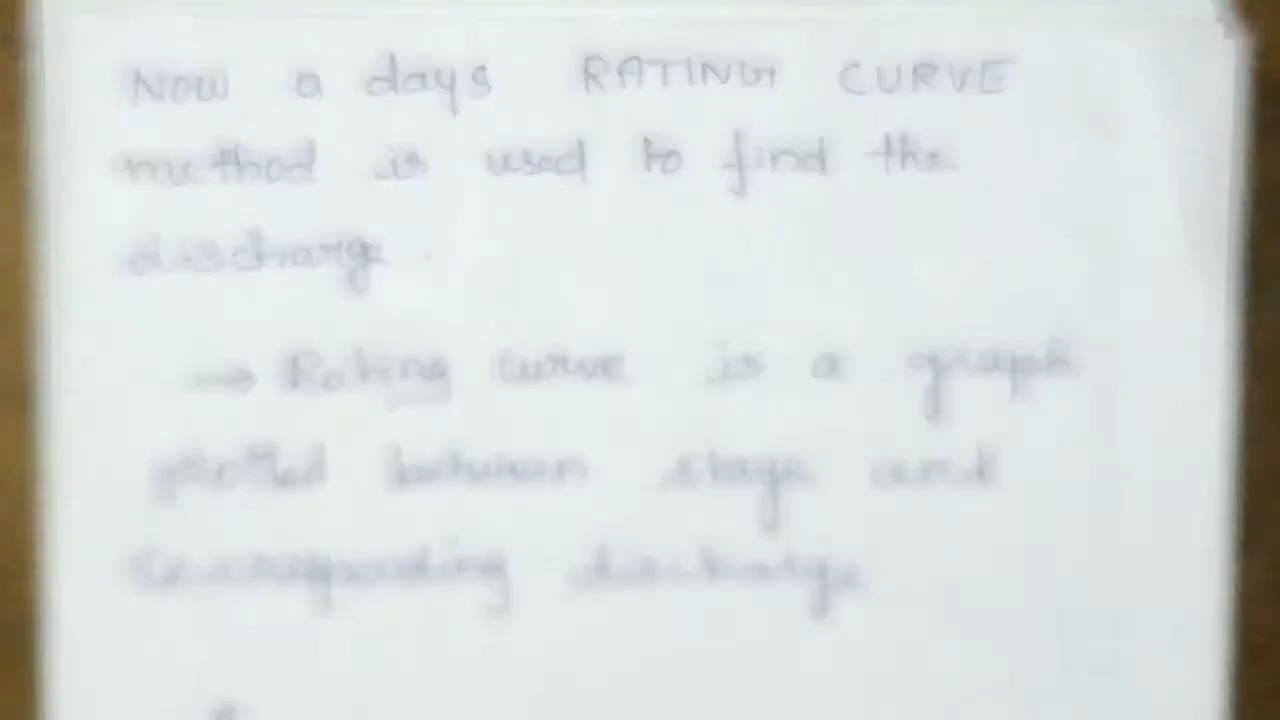 Now a days RATING CURVE
method is used to find the
discharge.
→ Rating curve is a graph
plotted between stage and
corresponding discharge